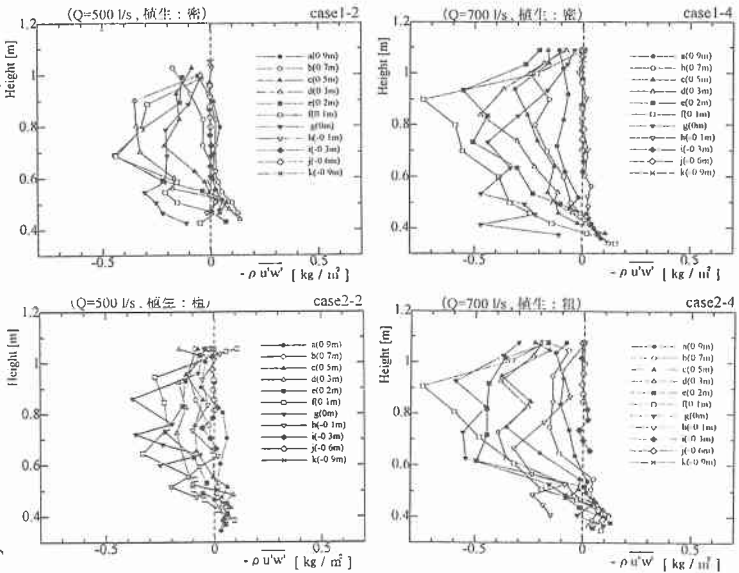 (Q=500 l/s , 植生 : 密)
case1-2
Height [m]
1.2
1
0.8
0.6
0.4
a(0.9m)
b(0.7m)
c(0.5m)
d(0.3m)
e(0.2m)
f(0.1m)
g(0m)
h(-0.1m)
i(-0.3m)
j(-0.6m)
k(-0.9m)
-0.5
0
0.5
- ρ u'w' [ kg / m² ]
(Q=700 l/s , 植生 : 密)
case1-4
Height [m]
1.2
1
0.8
0.6
0.4
a(0.9m)
b(0.7m)
c(0.5m)
d(0.3m)
e(0.2m)
f(0.1m)
g(0m)
h(-0.1m)
i(-0.3m)
j(-0.6m)
k(-0.9m)
-0.5
0
0.5
- ρ u'w' [ kg / m² ]
(Q=500 l/s , 植生 : 粗)
case2-2
Height [m]
1.2
1
0.8
0.6
0.4
a(0.9m)
b(0.7m)
c(0.5m)
d(0.3m)
e(0.2m)
f(0.1m)
g(0m)
h(-0.1m)
i(-0.3m)
j(-0.6m)
k(-0.9m)
-0.5
0
0.5
- ρ u'w' [ kg / m² ]
(Q=700 l/s , 植生 : 粗)
case2-4
Height [m]
1.2
1
0.8
0.6
0.4
a(0.9m)
b(0.7m)
c(0.5m)
d(0.3m)
e(0.2m)
f(0.1m)
g(0m)
h(-0.1m)
i(-0.3m)
j(-0.6m)
k(-0.9m)
-0.5
0
0.5
- ρ u'w' [ kg / m² ]